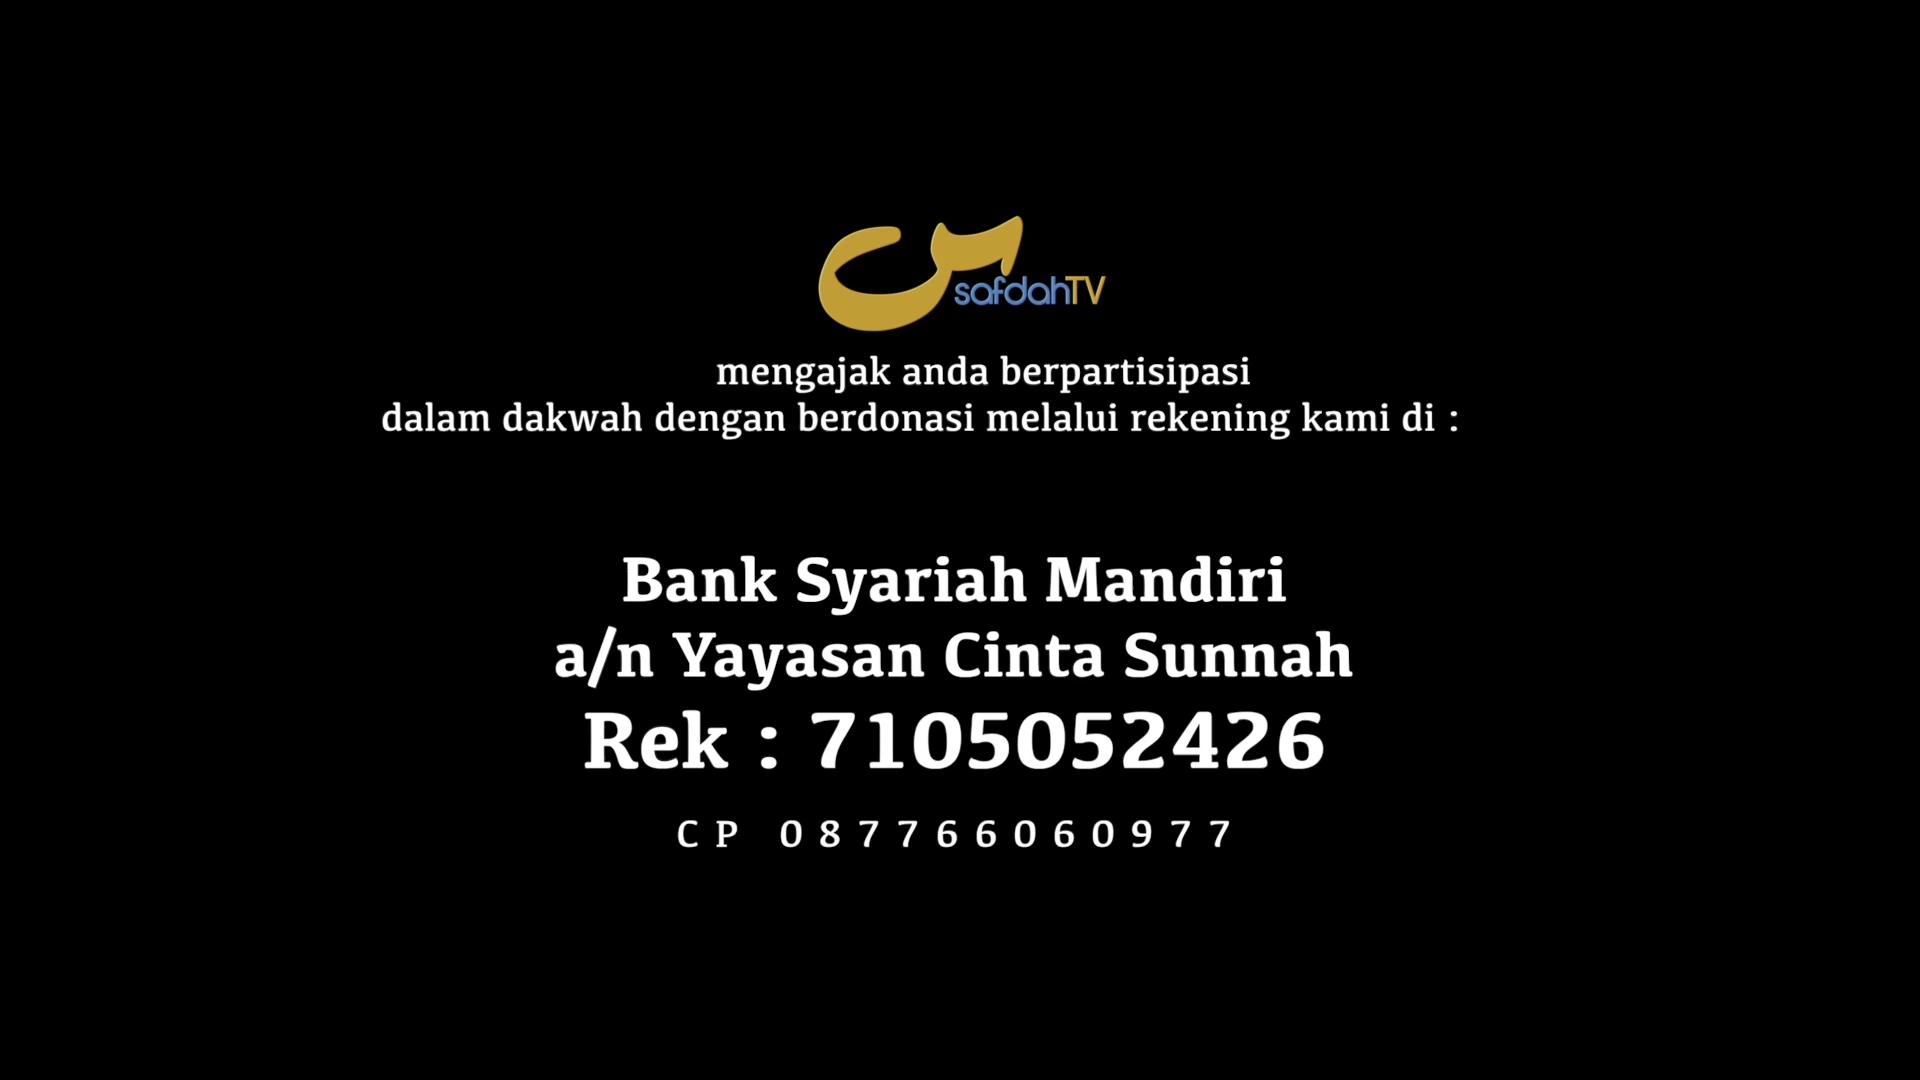 safdahTV
mengajak anda berpartisipasi
dalam dakwah dengan berdonasi melalui rekening kami di :
Bank Syariah Mandiri
a/n Yayasan Cinta Sunnah
Rek : 7105052426
CP 087766060977